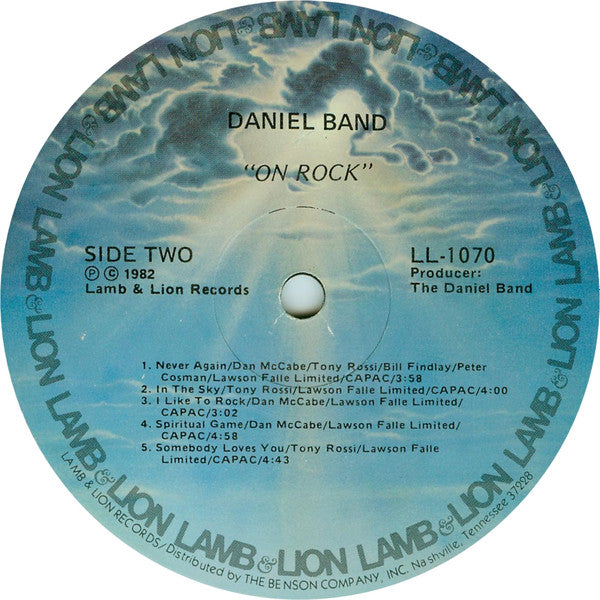 DANIEL BAND
"ON ROCK"
SIDE TWO
Ⓟ © 1982
Lamb & Lion Records
LL-1070
Producer:
The Daniel Band
1. Never Again/Dan McCabe/Tony Rossi/Bill Findlay/Peter
Cosman/Lawson Falle Limited/CAPAC/3:58
2. In The Sky/Tony Rossi/Lawson Falle Limited/CAPAC/4:00
3. I Like To Rock/Dan McCabe/Lawson Falle Limited/
CAPAC/3:02
4. Spiritual Game/Dan McCabe/Lawson Falle Limited/
CAPAC/4:58
5. Somebody Loves You/Tony Rossi/Lawson Falle
Limited/CAPAC/4:43
LAMB & LION LAMB & LION LAMB & LION LAMB & LION LAMB & LION LAMB & LION LAMB & LION LAMB & LION
LAMB & LION RECORDS/Distributed by THE BENSON COMPANY, INC. Nashville, Tennessee 37228